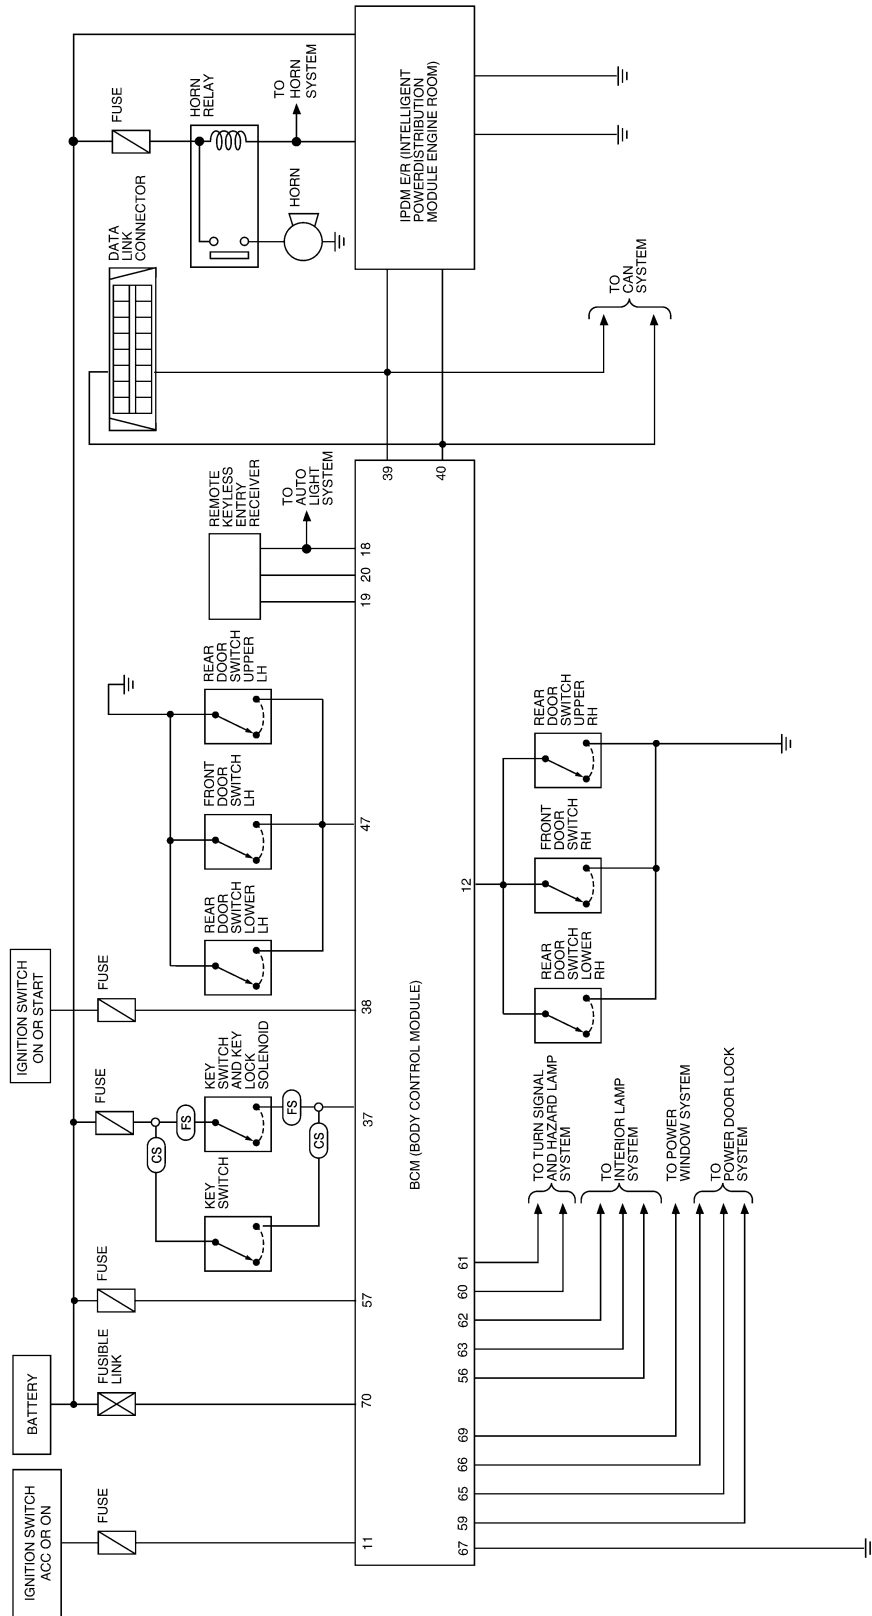 IGNITION SWITCH
ACC OR ON
FUSE
BATTERY
FUSIBLE
LINK
FUSE
FUSE
IGNITION SWITCH
ON OR START
FUSE
DATA
LINK
CONNECTOR
FUSE
HORN
RELAY
TO
HORN
SYSTEM
HORN
KEY
SWITCH
CS
FS
KEY
SWITCH
AND KEY
LOCK
SOLENOID
FS
CS
REAR
DOOR
SWITCH
LOWER
LH
FRONT
DOOR
SWITCH
LH
REAR
DOOR
SWITCH
UPPER
LH
REMOTE
KEYLESS
ENTRY
RECEIVER
TO
AUTO
LIGHT
SYSTEM
11
70
57
37
38
47
19
20
18
39
40
BCM (BODY CONTROL MODULE)
IPDM E/R (INTELLIGENT
POWERDISTRIBUTION
MODULE ENGINE ROOM)
67
59
65
66
69
56
63
62
60
61
12
TO TURN SIGNAL
AND HAZARD LAMP
SYSTEM
TO
INTERIOR LAMP
SYSTEM
TO POWER
WINDOW SYSTEM
TO
POWER DOOR LOCK
SYSTEM
REAR
DOOR
SWITCH
LOWER
RH
FRONT
DOOR
SWITCH
RH
REAR
DOOR
SWITCH
UPPER
RH
TO
CAN
SYSTEM